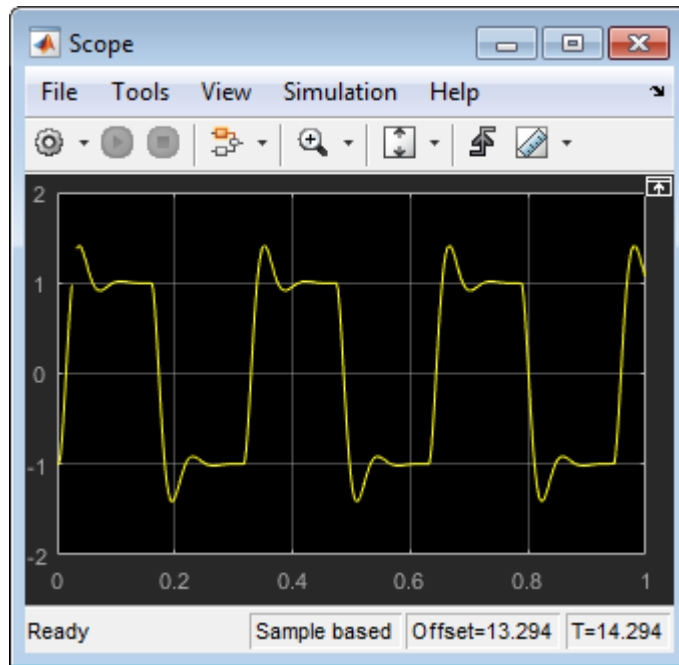 Scope
File Tools View Simulation Help
2
1
0
-1
-2
0 0.2 0.4 0.6 0.8 1
Ready Sample based Offset=13.294 T=14.294